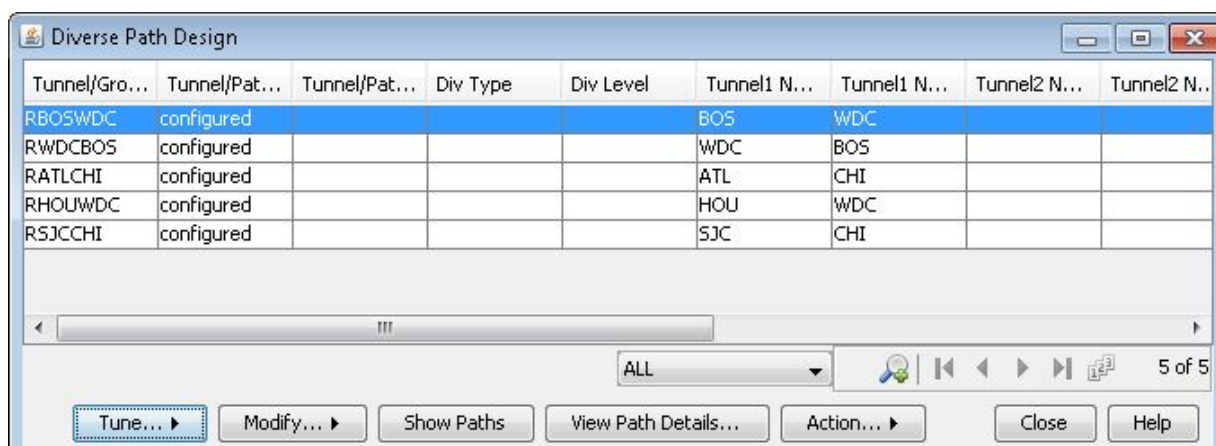 Diverse Path Design
Tunnel/Gro... Tunnel/Pat... Tunnel/Pat... Div Type Div Level Tunnel1 N... Tunnel1 N... Tunnel2 N... Tunnel2 N..
RBOSWDC configured BOS WDC
RWDCBOS configured WDC BOS
RATLCHI configured ATL CHI
RHOUWDC configured HOU WDC
RSJCCHI configured SJC CHI
ALL 5 of 5
Tune... Modify... Show Paths View Path Details... Action... Close Help